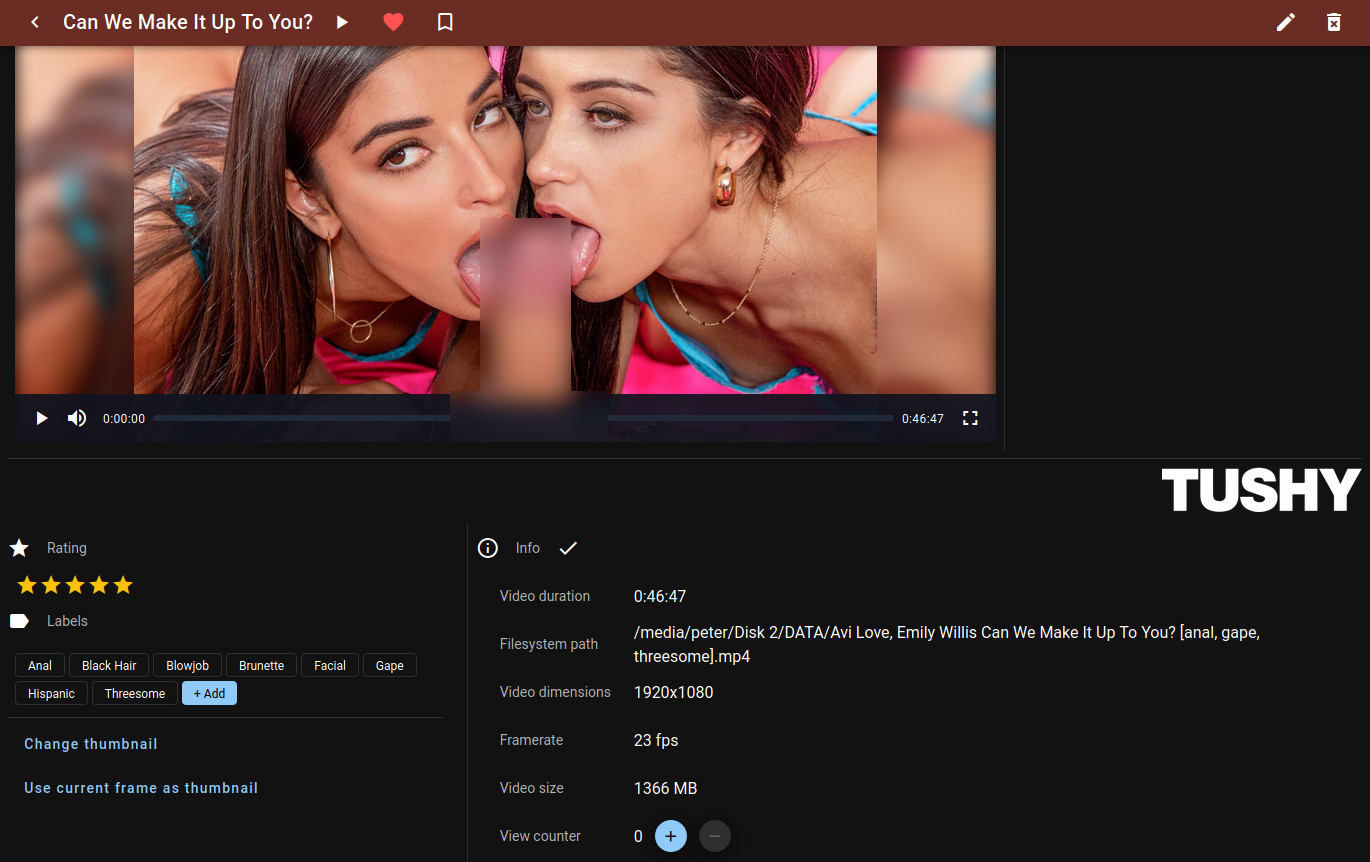 Can We Make It Up To You?
0:00:00
0:46:47
TUSHY
Rating
Labels
Anal
Black Hair
Blowjob
Brunette
Facial
Gape
Hispanic
Threesome
+ Add
Change thumbnail
Use current frame as thumbnail
Info
Video duration
0:46:47
Filesystem path
/media/peter/Disk 2/DATA/Avi Love, Emily Willis Can We Make It Up To You? [anal, gape,
threesome].mp4
Video dimensions
1920x1080
Framerate
23 fps
Video size
1366 MB
View counter
0